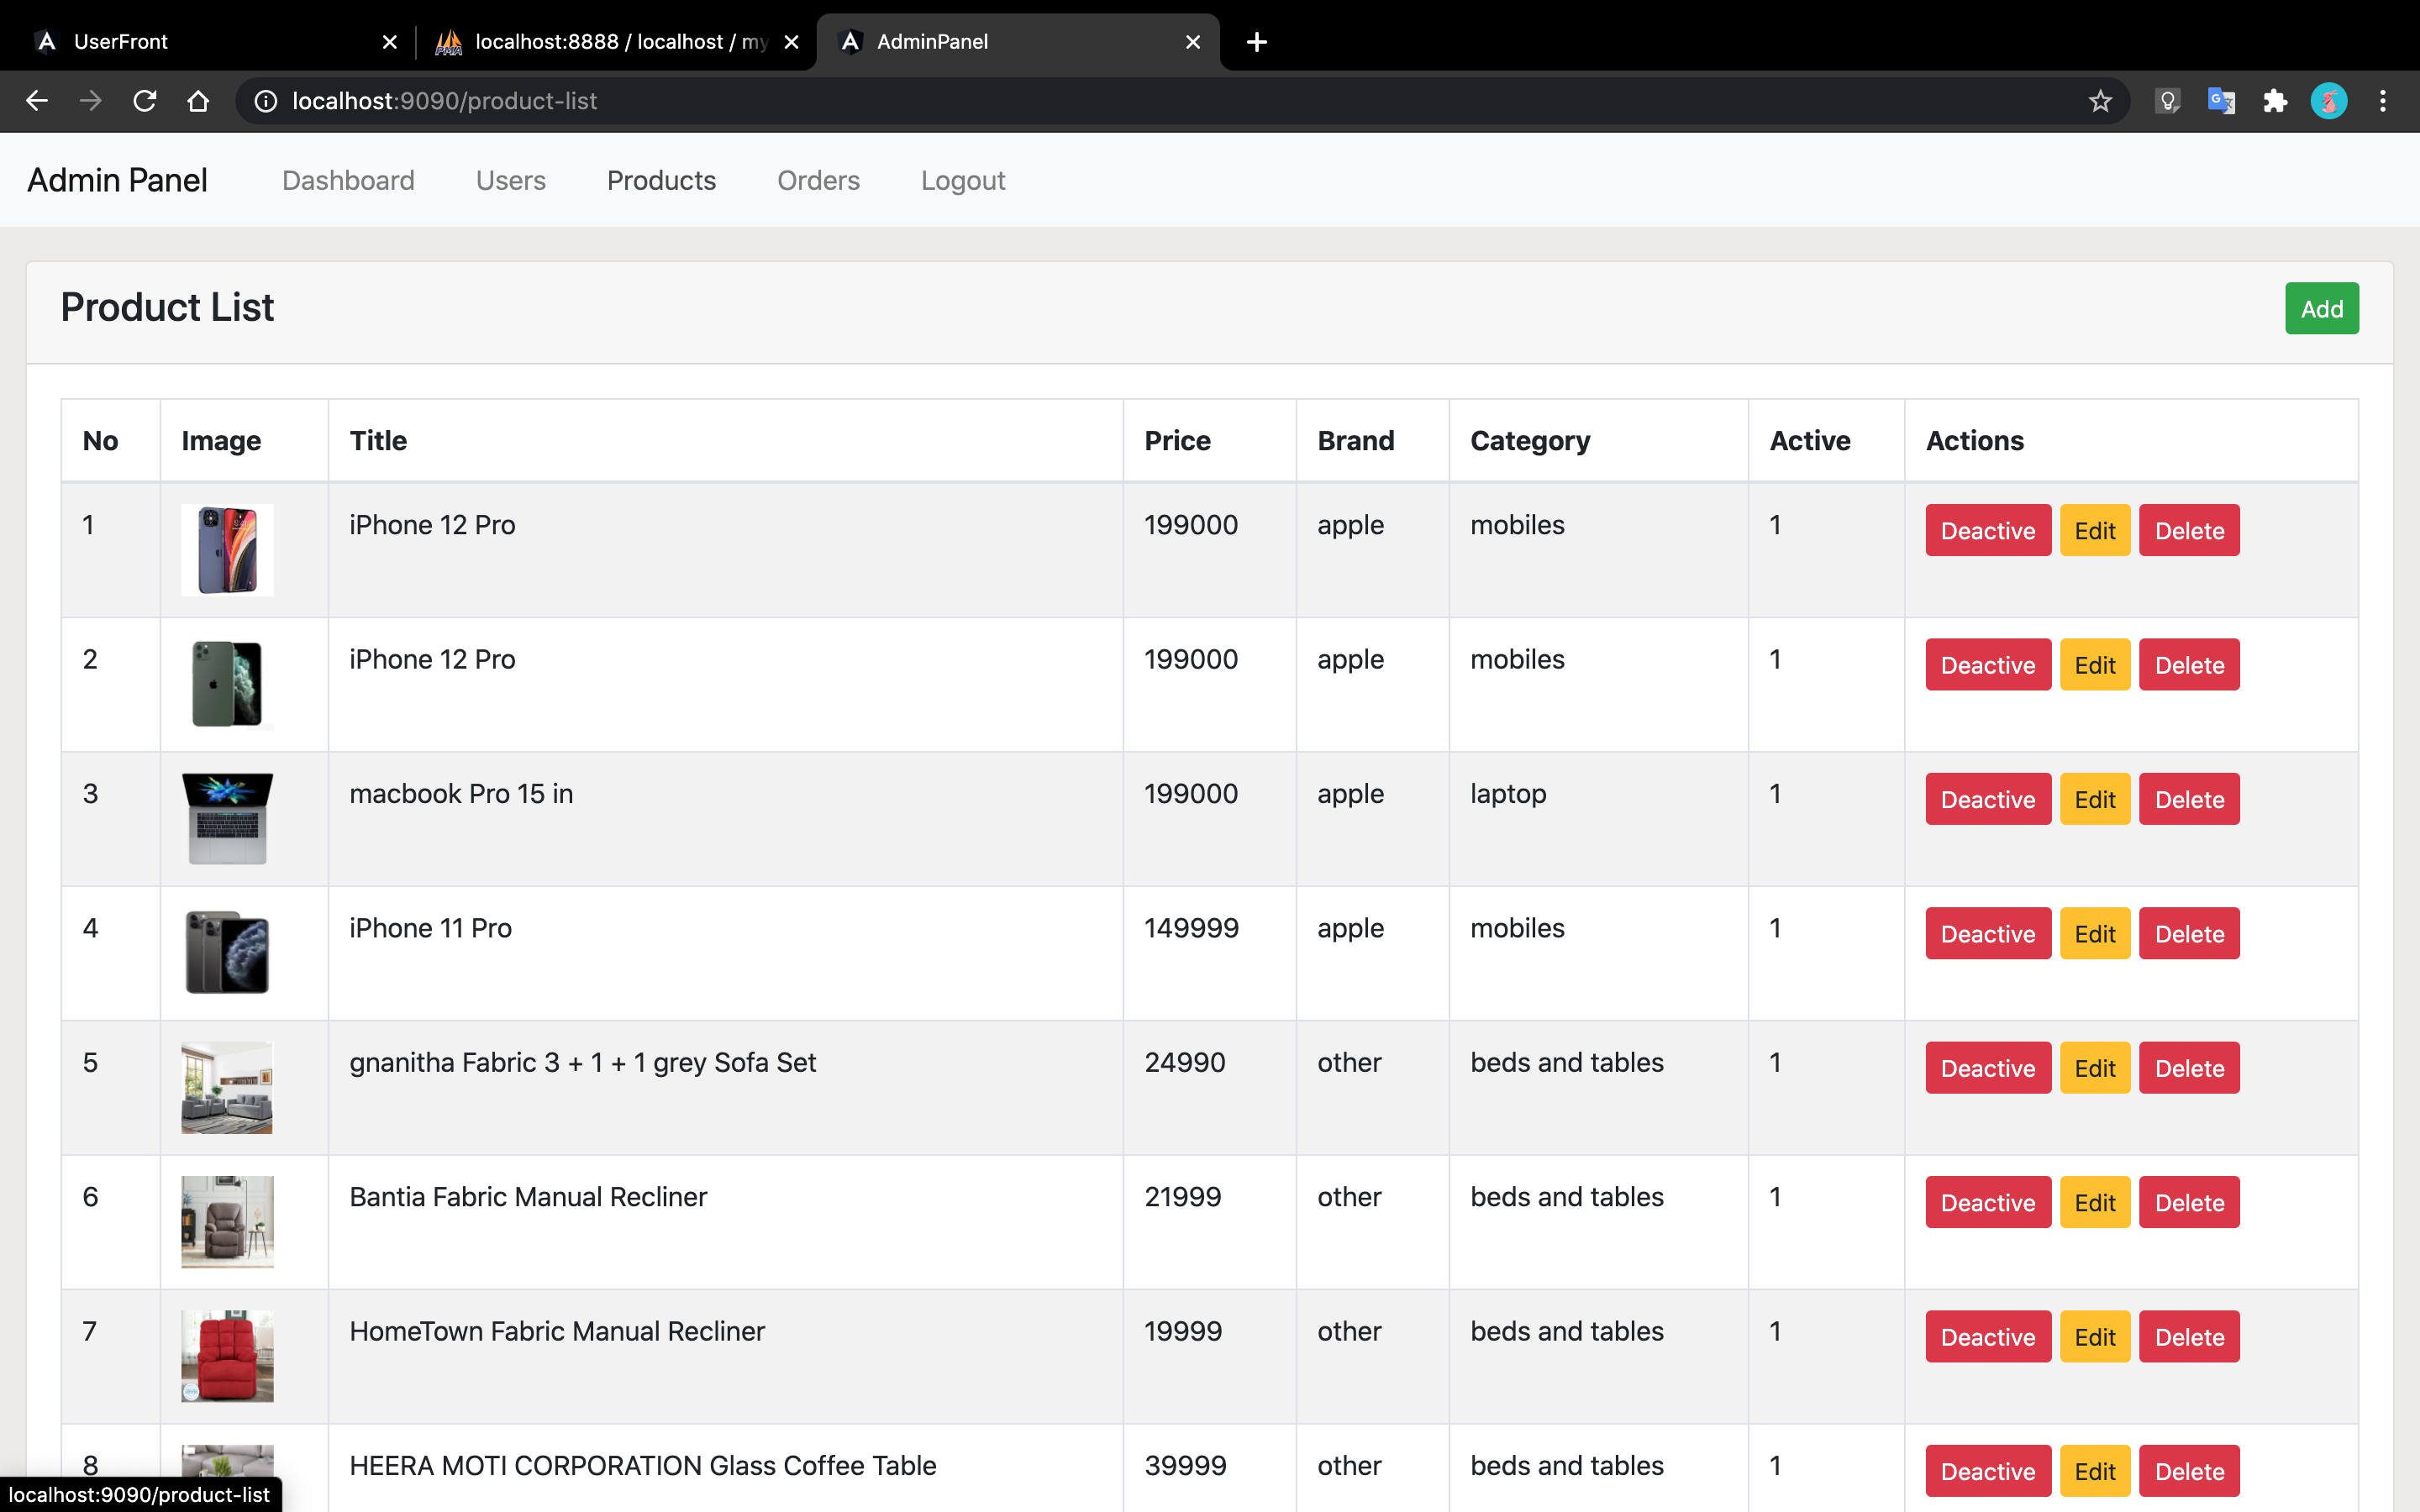 UserFront
localhost:8888 / localhost / my
AdminPanel
localhost:9090/product-list
Admin Panel Dashboard Users Products Orders Logout
Product List
Add
No Image Title Price Brand Category Active Actions
1 iPhone 12 Pro 199000 apple mobiles 1 Deactive Edit Delete
2 iPhone 12 Pro 199000 apple mobiles 1 Deactive Edit Delete
3 macbook Pro 15 in 199000 apple laptop 1 Deactive Edit Delete
4 iPhone 11 Pro 149999 apple mobiles 1 Deactive Edit Delete
5 gnanitha Fabric 3 + 1 + 1 grey Sofa Set 24990 other beds and tables 1 Deactive Edit Delete
6 Bantia Fabric Manual Recliner 21999 other beds and tables 1 Deactive Edit Delete
7 HomeTown Fabric Manual Recliner 19999 other beds and tables 1 Deactive Edit Delete
8 HEERA MOTI CORPORATION Glass Coffee Table 39999 other beds and tables 1 Deactive Edit Delete
localhost:9090/product-list